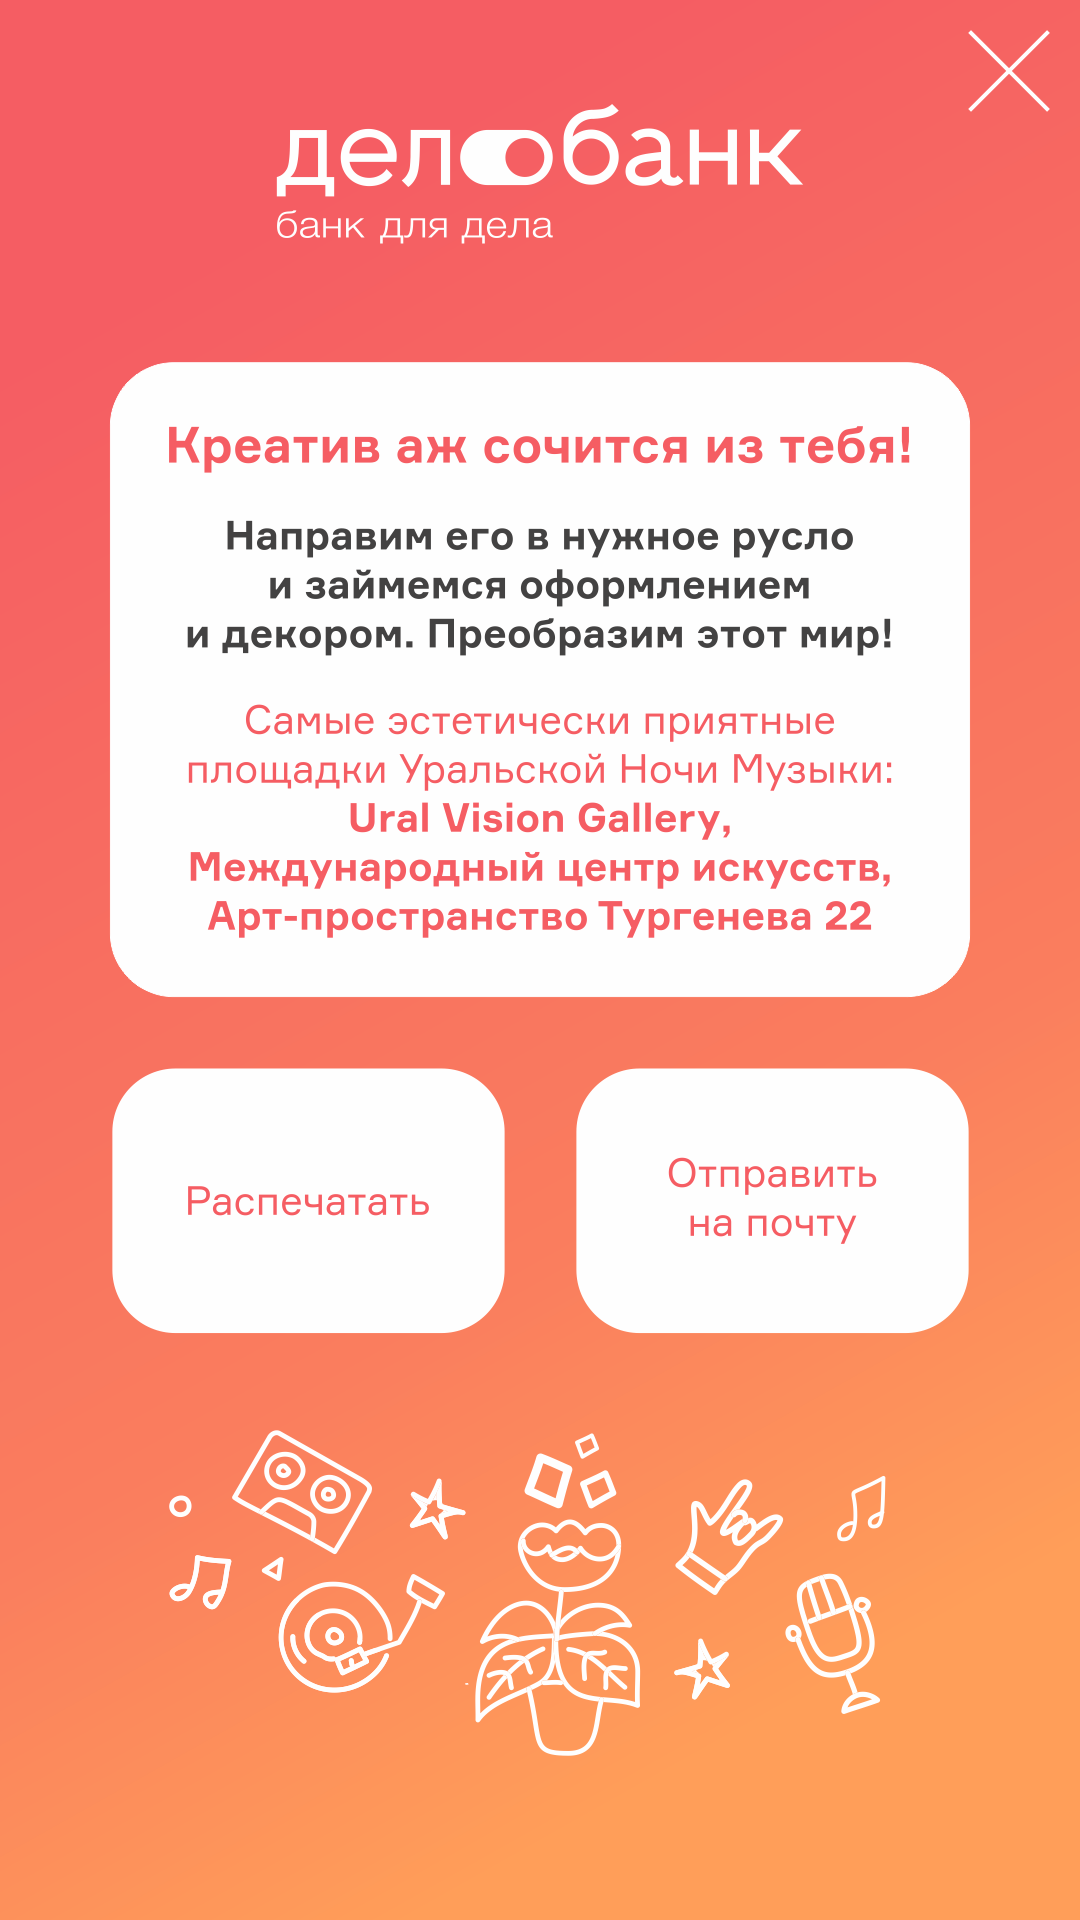 делобанк
банк для дела
Креатив аж сочится из тебя!
Направим его в нужное русло
и займемся оформлением
и декором. Преобразим этот мир!
Самые эстетически приятные
площадки Уральской Ночи Музыки:
Ural Vision Gallery,
Международный центр искусств,
Арт-пространство Тургенева 22
Распечатать
Отправить
на почту